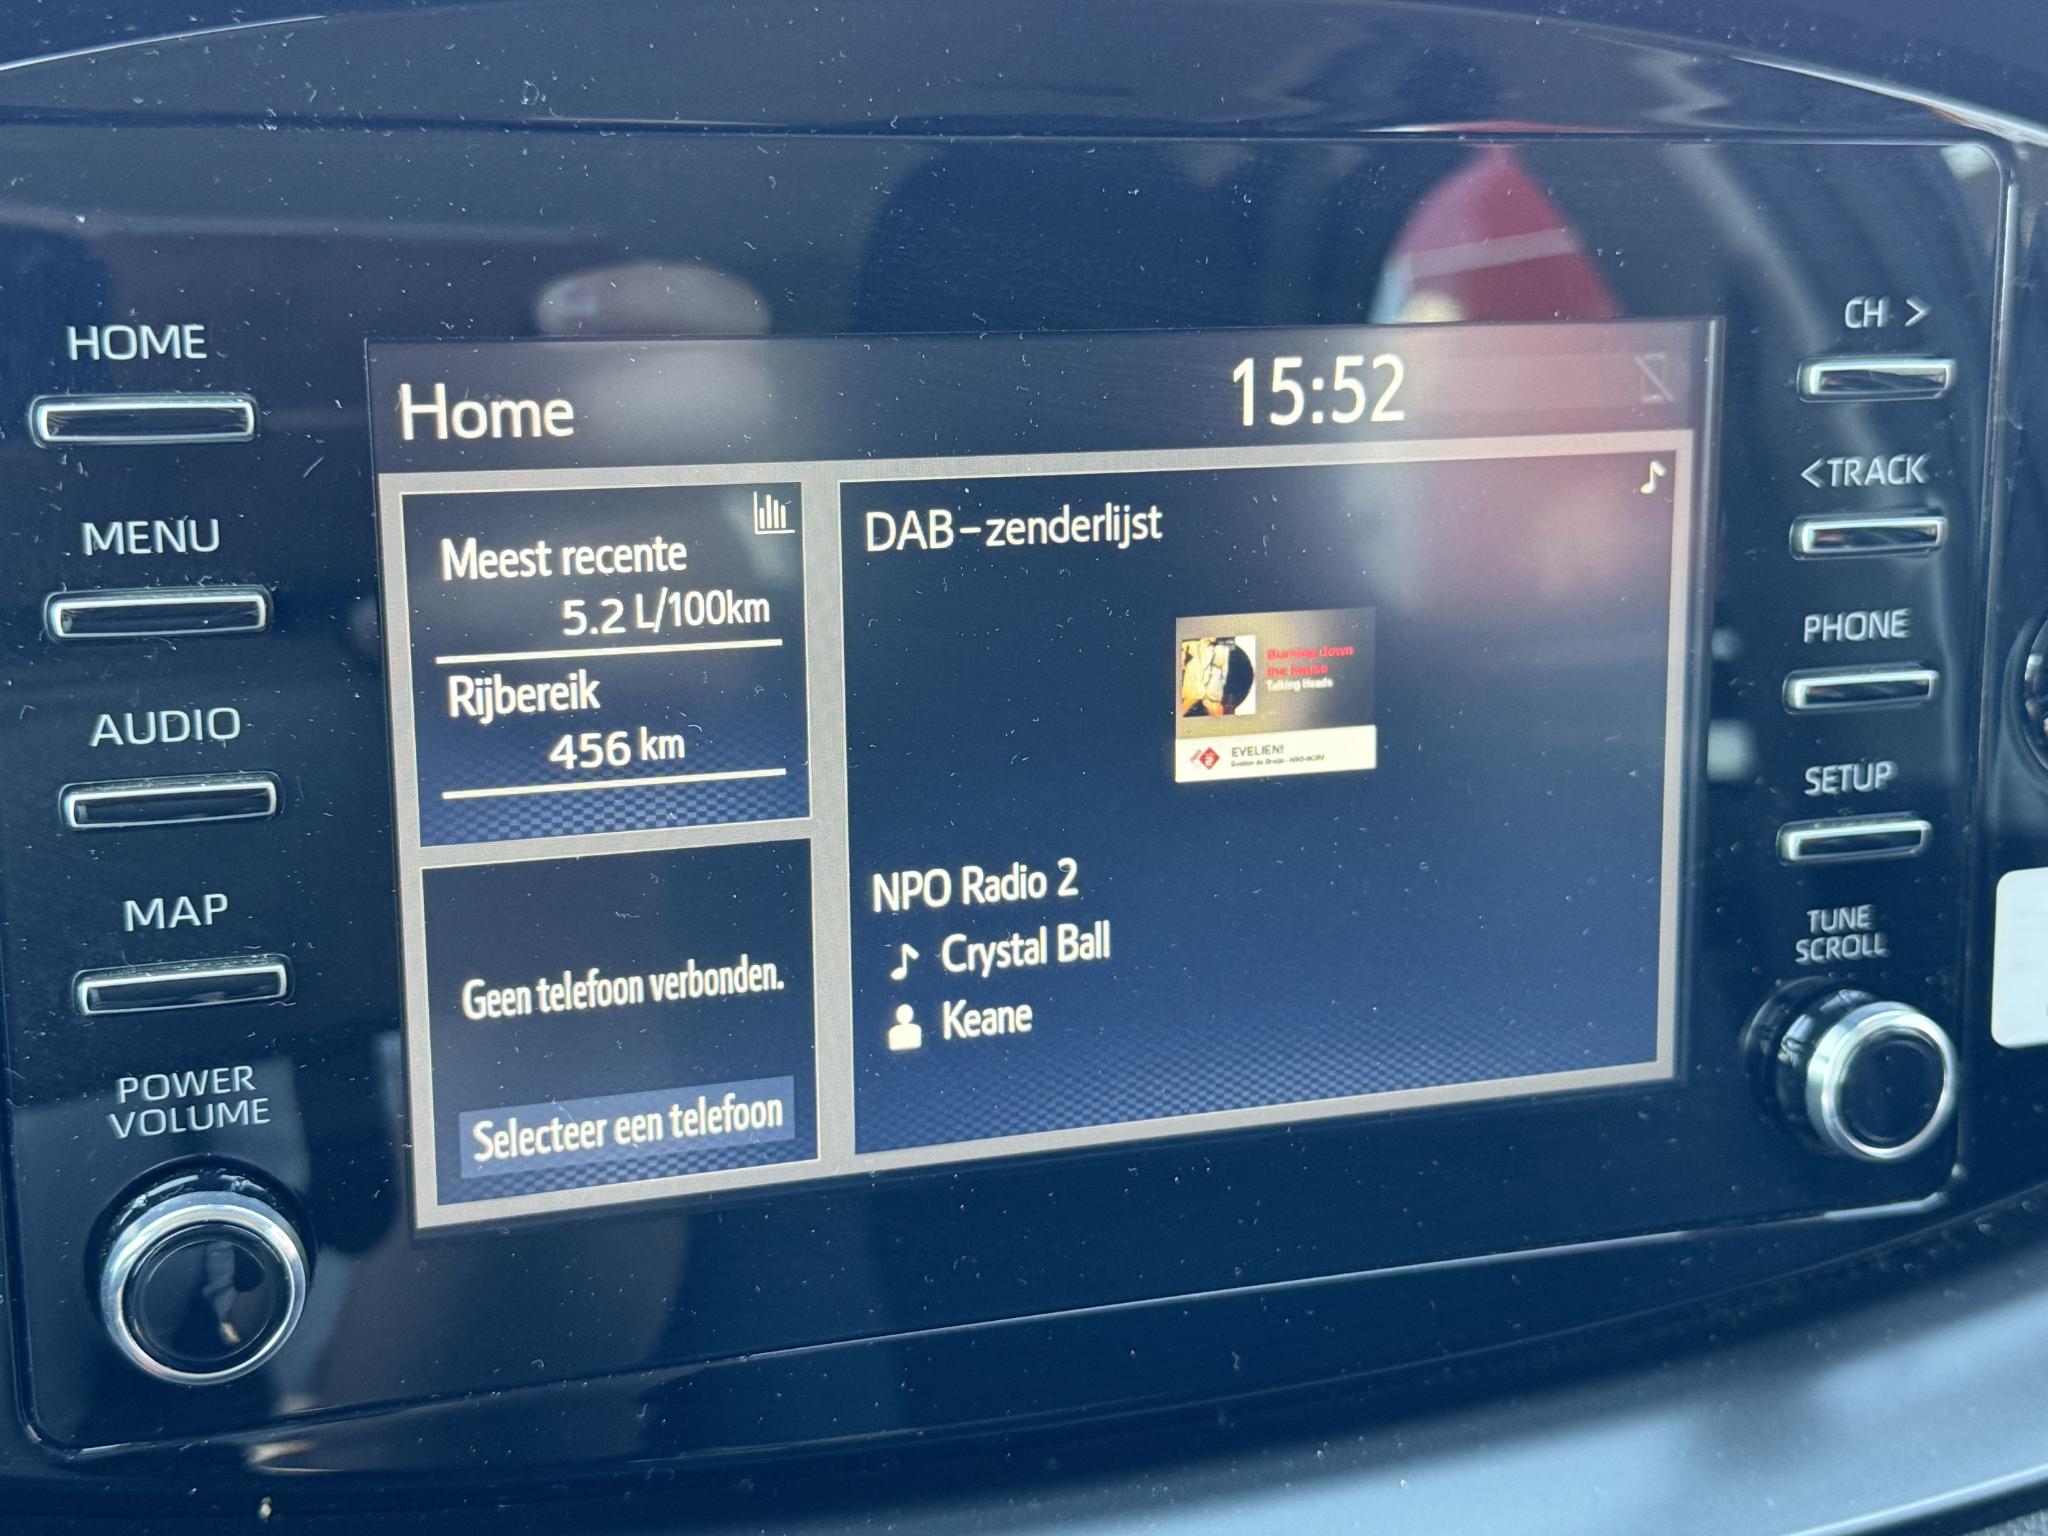 HOME
MENU
AUDIO
MAP
POWER
VOLUME
Home
15:52
Meest recente
5.2 L/100km
Rijbereik
456 km
Geen telefoon verbonden.
Selecteer een telefoon
DAB-zenderlijst
Burning down
the house
Talking Heads
EVELIEN!
NPO Radio 2
Crystal Ball
Keane
CH >
<TRACK
PHONE
SETUP
TUNE
SCROLL